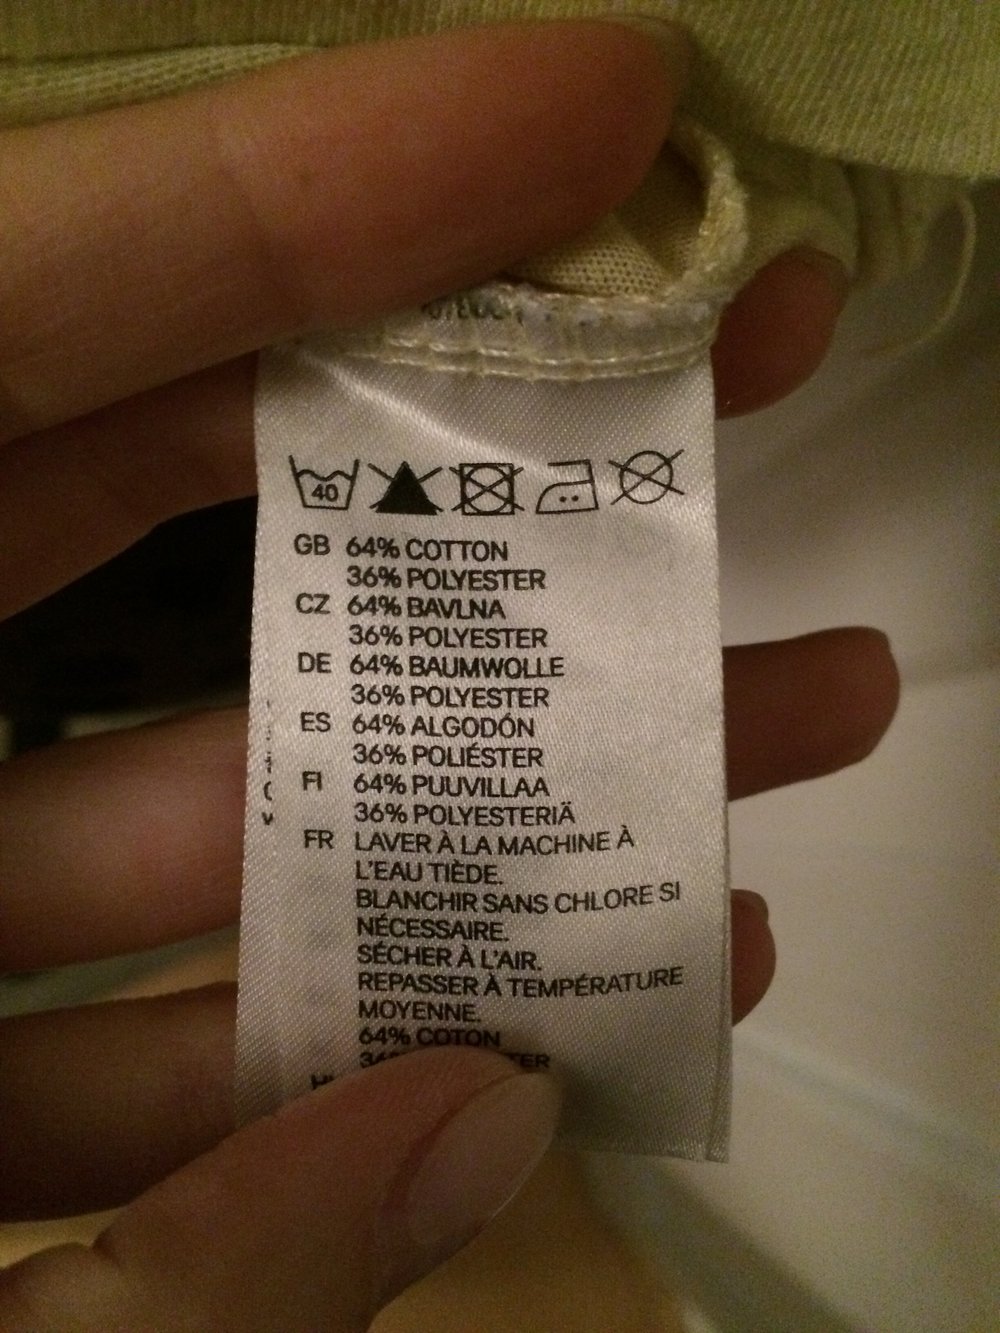 40
GB 64% COTTON
36% POLYESTER
CZ 64% BAVLNA
36% POLYESTER
DE 64% BAUMWOLLE
36% POLYESTER
ES 64% ALGODÓN
36% POLIÉSTER
FI 64% PUUVILLAA
36% POLYESTERIÄ
FR LAVER À LA MACHINE À
L'EAU TIÈDE.
BLANCHIR SANS CHLORE SI
NÉCESSAIRE.
SÉCHER À L'AIR.
REPASSER À TEMPÉRATURE
MOYENNE.
64% COTON